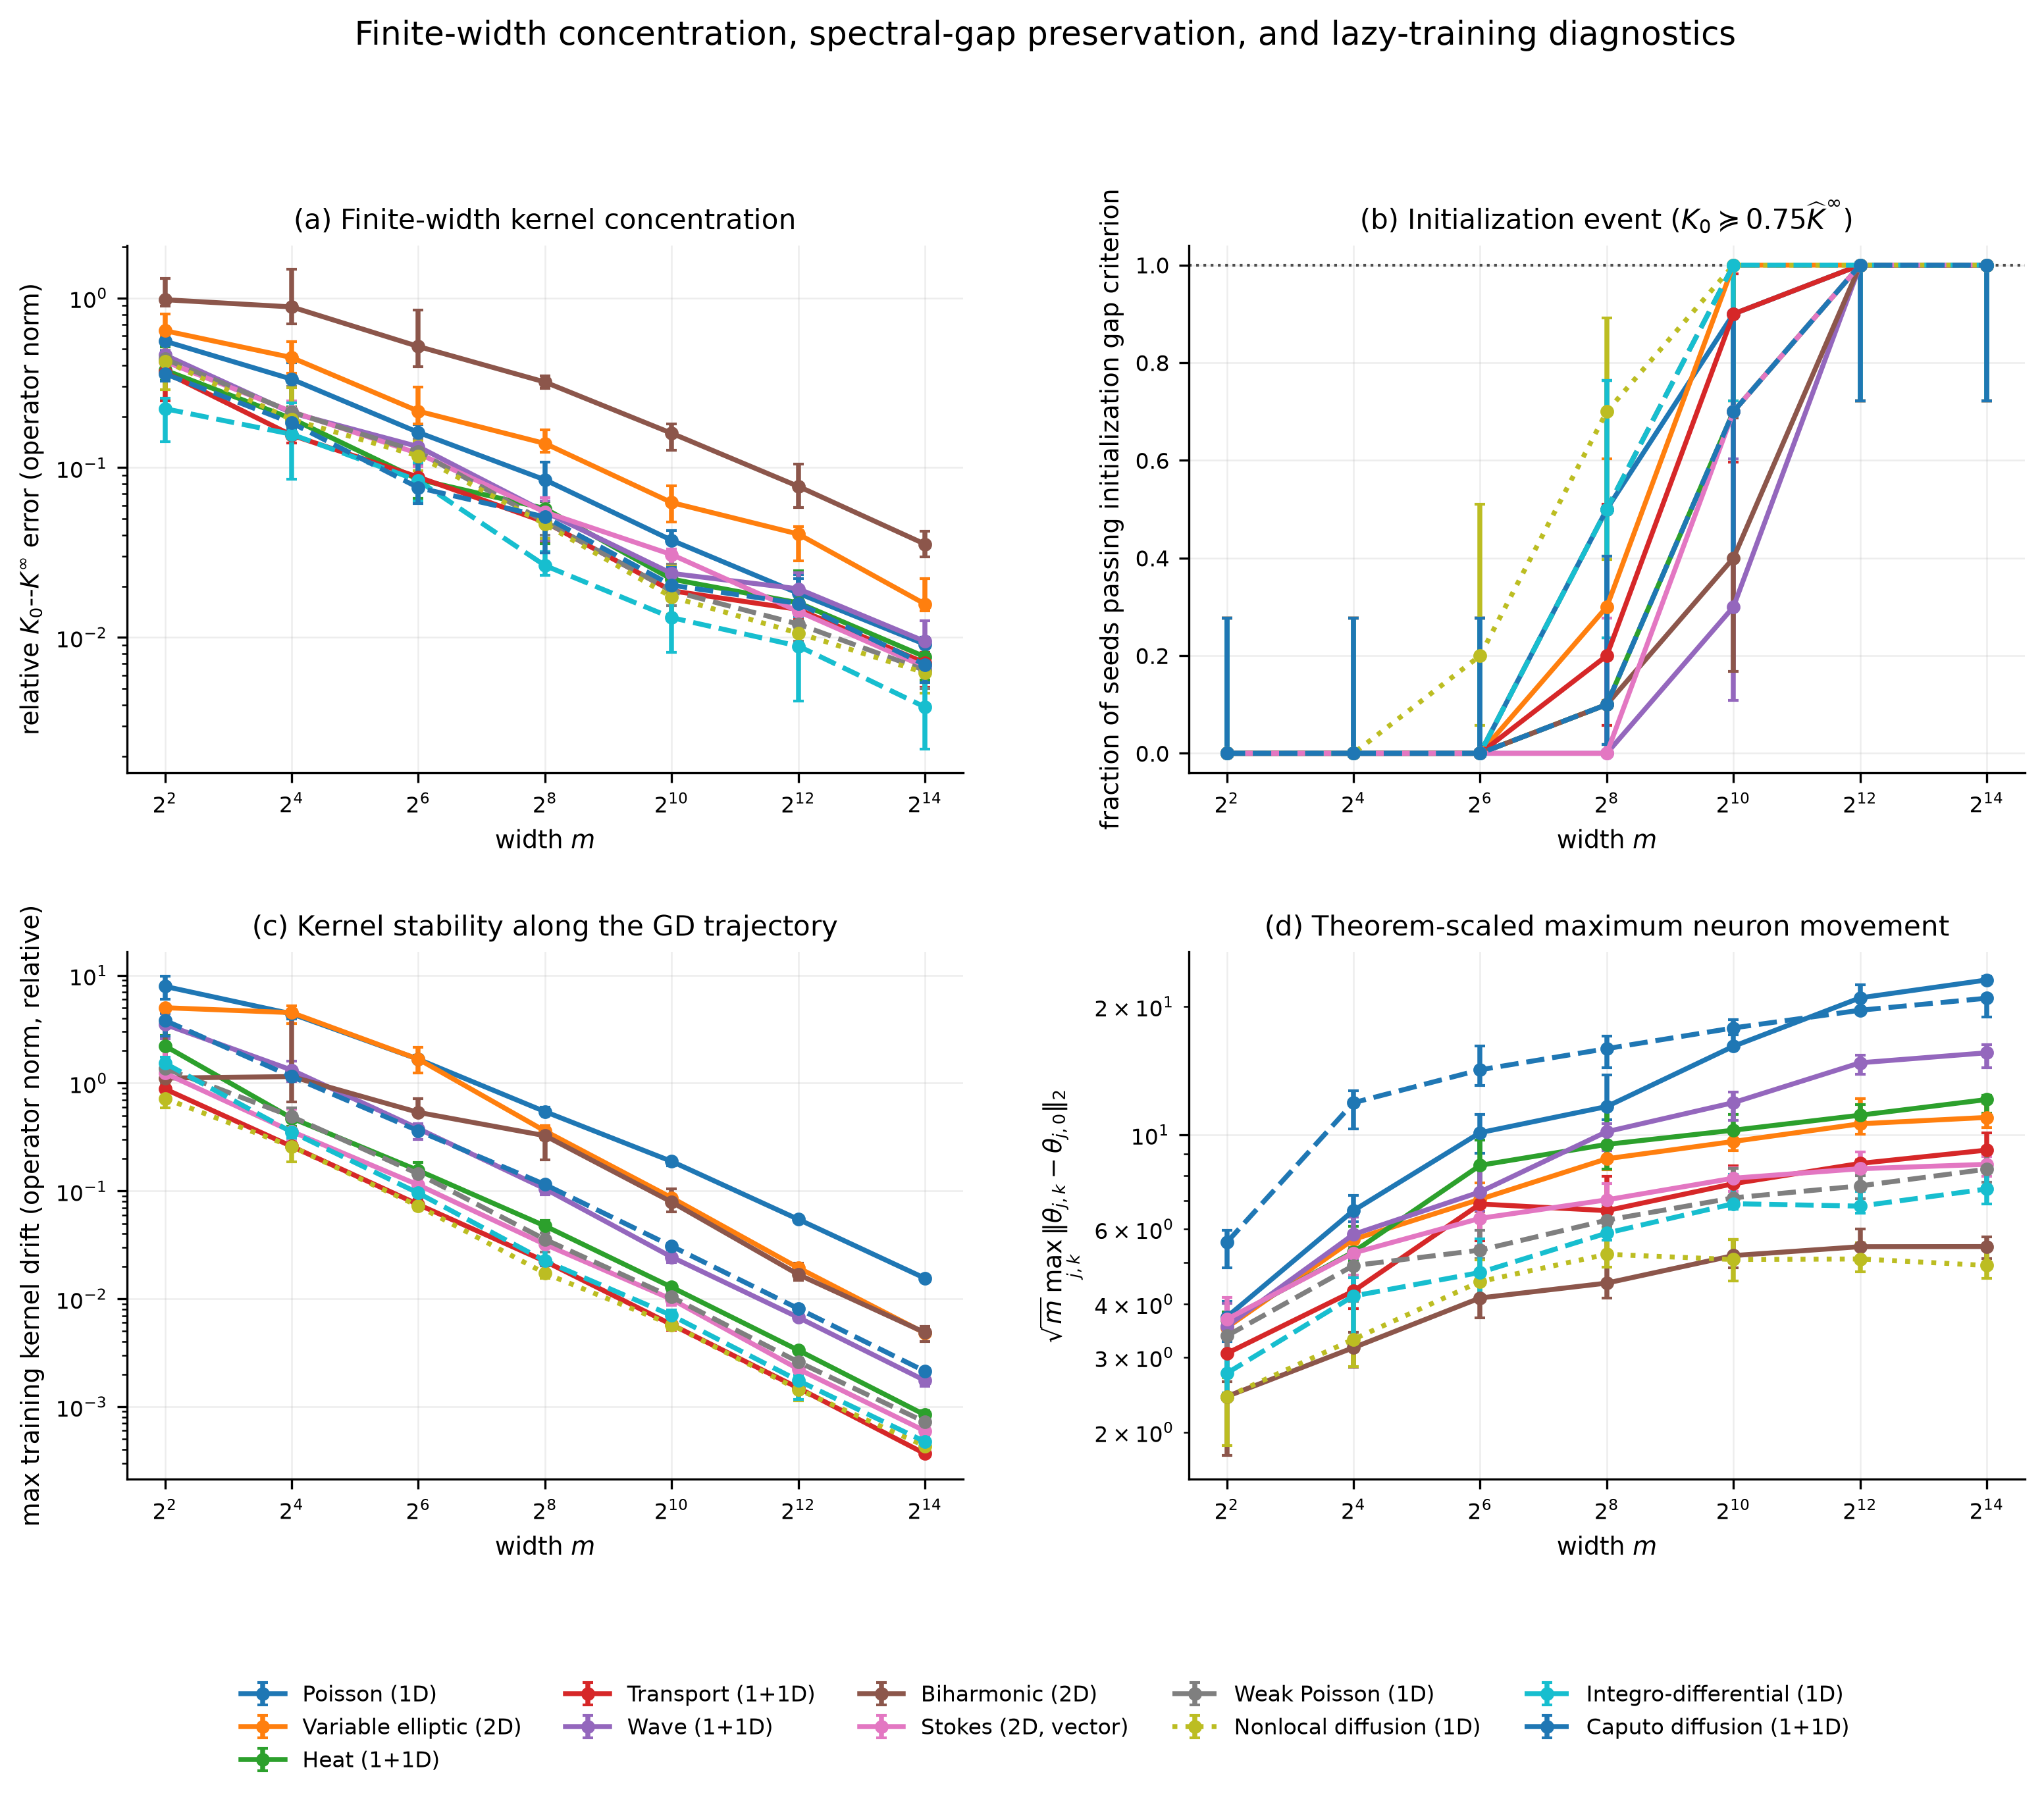 Finite-width concentration, spectral-gap preservation, and lazy-training diagnostics
(a) Finite-width kernel concentration
relative K₀--K^∞ error (operator norm)
10⁰
10⁻¹
10⁻²
2² 2⁴ 2⁶ 2⁸ 2¹⁰ 2¹² 2¹⁴
width m
(b) Initialization event (K₀ ≽ 0.75K̂^∞)
fraction of seeds passing initialization gap criterion
1.0
0.8
0.6
0.4
0.2
0.0
2² 2⁴ 2⁶ 2⁸ 2¹⁰ 2¹² 2¹⁴
width m
(c) Kernel stability along the GD trajectory
max training kernel drift (operator norm, relative)
10¹
10⁰
10⁻¹
10⁻²
10⁻³
2² 2⁴ 2⁶ 2⁸ 2¹⁰ 2¹² 2¹⁴
width m
(d) Theorem-scaled maximum neuron movement
√m max_{j,k} ‖θ_{j,k} − θ_{j,0}‖₂
2 × 10¹
10¹
6 × 10⁰
4 × 10⁰
3 × 10⁰
2 × 10⁰
2² 2⁴ 2⁶ 2⁸ 2¹⁰ 2¹² 2¹⁴
width m
Poisson (1D)
Variable elliptic (2D)
Heat (1+1D)
Transport (1+1D)
Wave (1+1D)
Biharmonic (2D)
Stokes (2D, vector)
Weak Poisson (1D)
Nonlocal diffusion (1D)
Integro-differential (1D)
Caputo diffusion (1+1D)